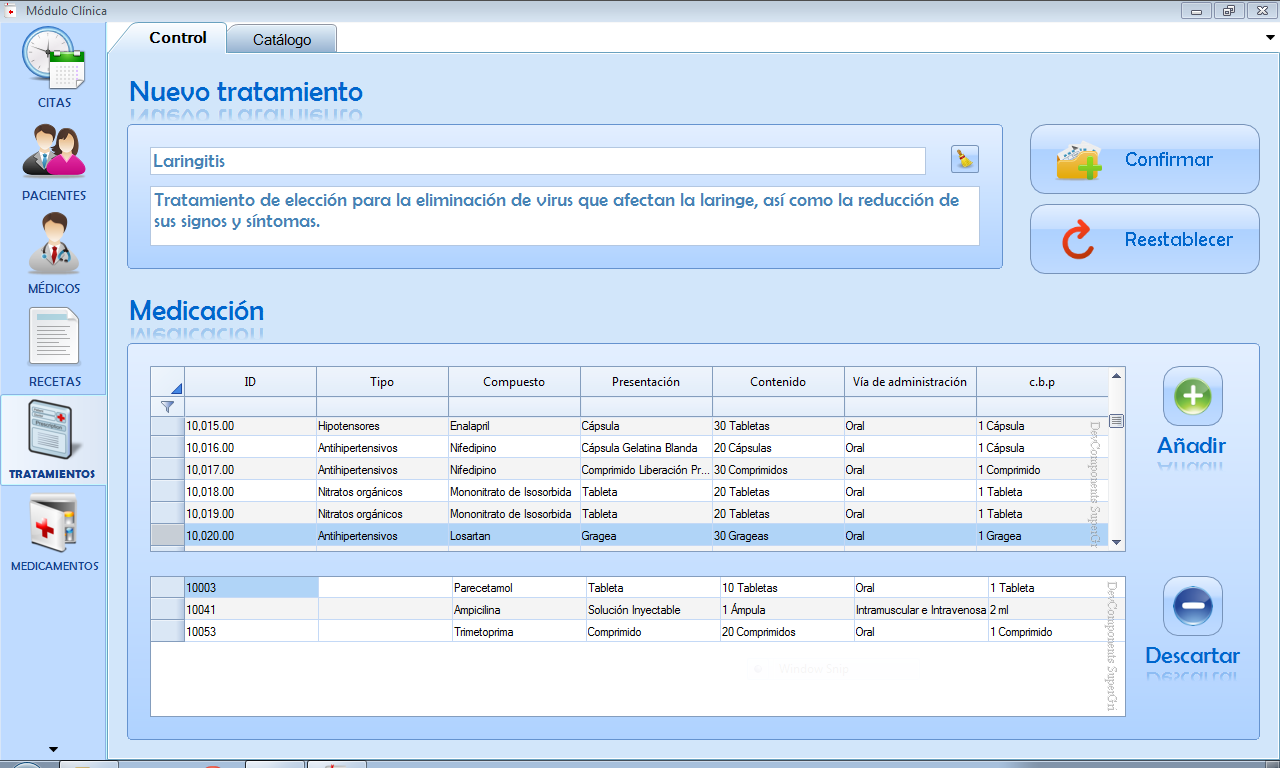 Módulo Clínica
CITAS
PACIENTES
MÉDICOS
RECETAS
TRATAMIENTOS
MEDICAMENTOS
Control
Catálogo
Nuevo tratamiento
Laringitis
Tratamiento de elección para la eliminación de virus que afectan la laringe, así como la reducción de
sus signos y síntomas.
Confirmar
Reestablecer
Medicación
ID Tipo Compuesto Presentación Contenido Vía de administración c.b.p
10,015.00 Hipotensores Enalapril Cápsula 30 Tabletas Oral 1 Cápsula
10,016.00 Antihipertensivos Nifedipino Cápsula Gelatina Blanda 20 Cápsulas Oral 1 Cápsula
10,017.00 Antihipertensivos Nifedipino Comprimido Liberación Pr... 30 Comprimidos Oral 1 Comprimido
10,018.00 Nitratos orgánicos Mononitrato de Isosorbida Tableta 20 Tabletas Oral 1 Tableta
10,019.00 Nitratos orgánicos Mononitrato de Isosorbida Tableta 20 Tabletas Oral 1 Tableta
10,020.00 Antihipertensivos Losartan Gragea 30 Grageas Oral 1 Gragea
DevComponents SuperGri
Añadir
10003 Parecetamol Tableta 10 Tabletas Oral 1 Tableta
10041 Ampicilina Solución Inyectable 1 Ámpula Intramuscular e Intravenosa 2 ml
10053 Trimetoprima Comprimido 20 Comprimidos Oral 1 Comprimido
DevComponents SuperGri
Window Snip
Descartar